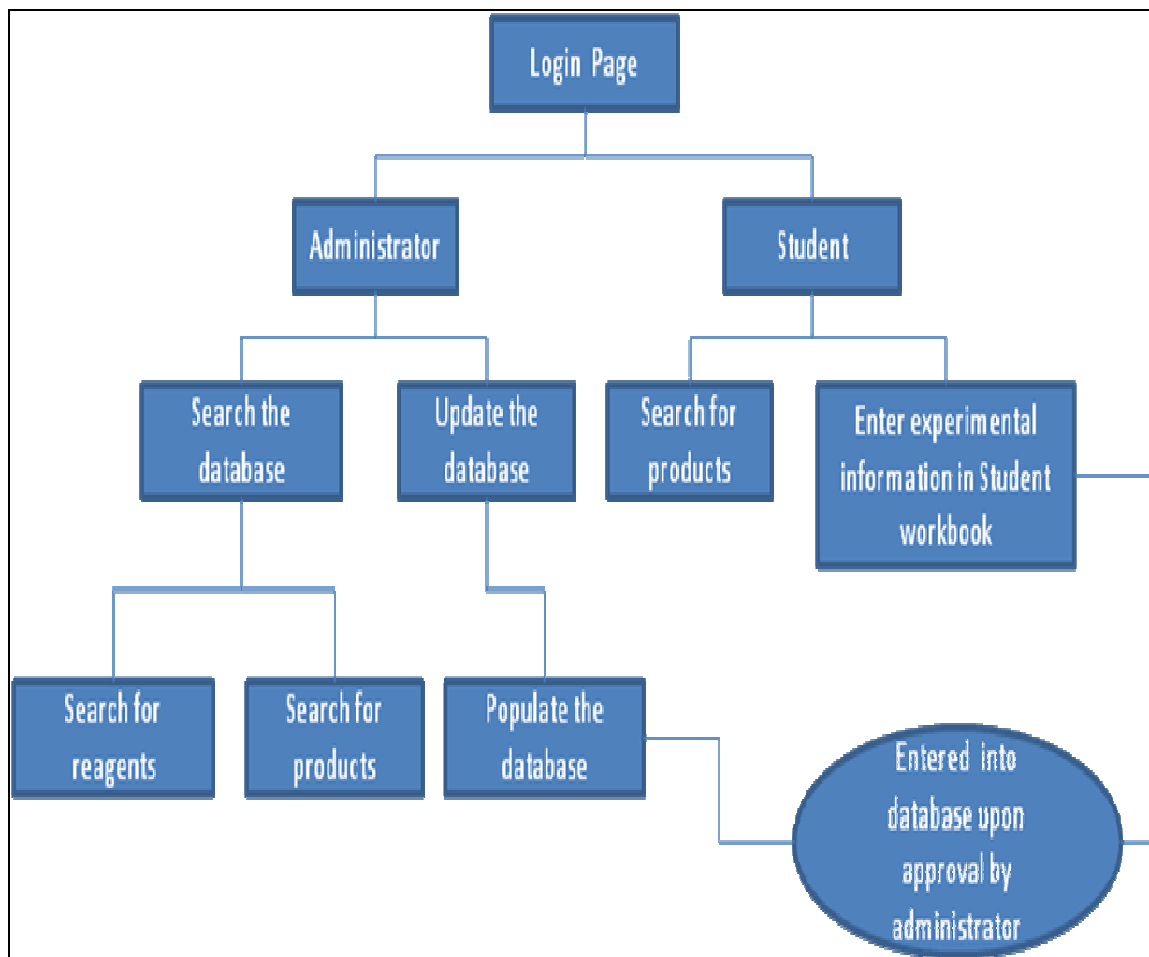 Login Page
Administrator
Student
Search the
database
Update the
database
Search for
products
Enter experimental
information in Student
workbook
Search for
reagents
Search for
products
Populate the
database
Entered into
database upon
approval by
administrator